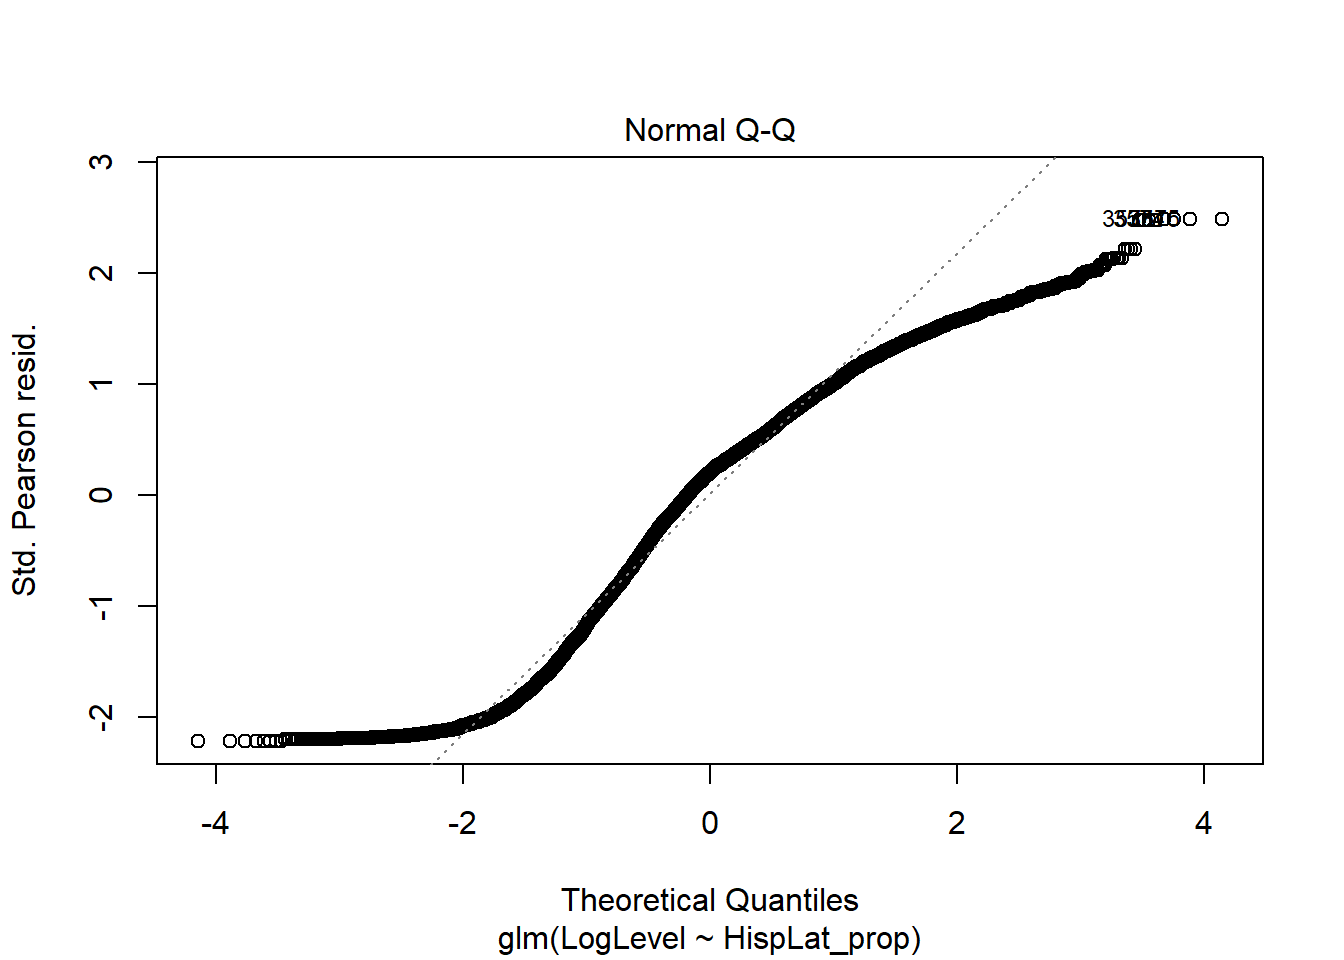 Normal Q-Q
Std. Pearson resid.
3
2
1
0
-1
-2
-4
-2
0
2
4
Theoretical Quantiles
glm(LogLevel ~ HispLat_prop)